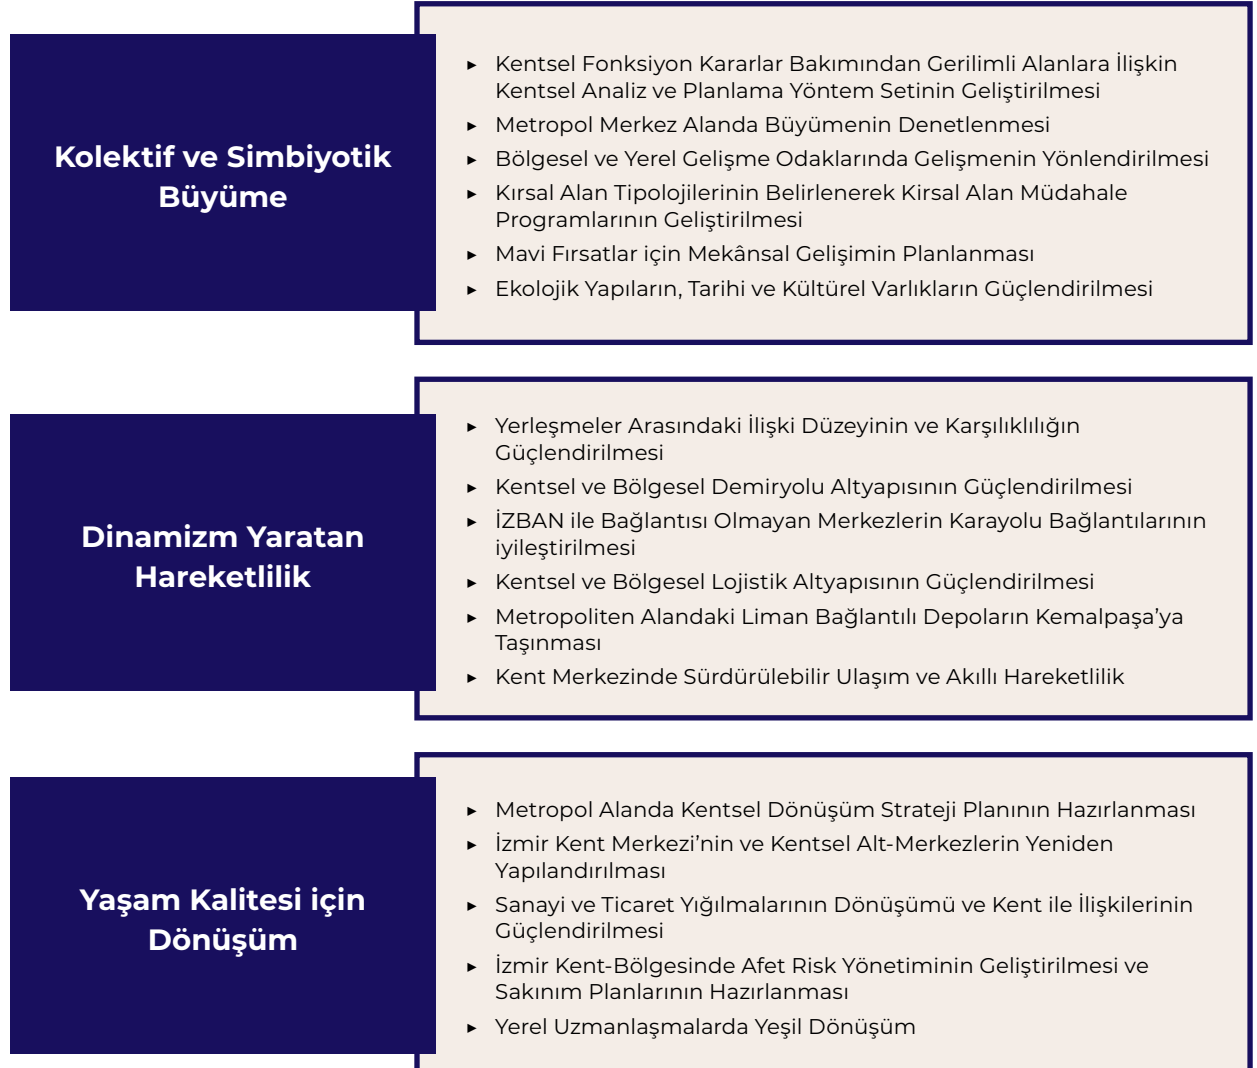 Kolektif ve Simbiyotik
Büyüme
► Kentsel Fonksiyon Kararlar Bakımından Gerilimli Alanlara İlişkin
Kentsel Analiz ve Planlama Yöntem Setinin Geliştirilmesi
► Metropol Merkez Alanda Büyümenin Denetlenmesi
► Bölgesel ve Yerel Gelişme Odaklarında Gelişmenin Yönlendirilmesi
► Kırsal Alan Tipolojilerinin Belirlenerek Kirsal Alan Müdahale
Programlarının Geliştirilmesi
► Mavi Fırsatlar için Mekânsal Gelişimin Planlanması
► Ekolojik Yapıların, Tarihi ve Kültürel Varlıkların Güçlendirilmesi
Dinamizm Yaratan
Hareketlilik
► Yerleşmeler Arasındaki İlişki Düzeyinin ve Karşılıklılığın
Güçlendirilmesi
► Kentsel ve Bölgesel Demiryolu Altyapısının Güçlendirilmesi
► İZBAN ile Bağlantısı Olmayan Merkezlerin Karayolu Bağlantılarının
iyileştirilmesi
► Kentsel ve Bölgesel Lojistik Altyapısının Güçlendirilmesi
► Metropoliten Alandaki Liman Bağlantılı Depoların Kemalpaşa’ya
Taşınması
► Kent Merkezinde Sürdürülebilir Ulaşım ve Akıllı Hareketlilik
Yaşam Kalitesi için
Dönüşüm
► Metropol Alanda Kentsel Dönüşüm Strateji Planının Hazırlanması
► İzmir Kent Merkezi’nin ve Kentsel Alt-Merkezlerin Yeniden
Yapılandırılması
► Sanayi ve Ticaret Yığılmalarının Dönüşümü ve Kent ile İlişkilerinin
Güçlendirilmesi
► İzmir Kent-Bölgesinde Afet Risk Yönetiminin Geliştirilmesi ve
Sakınım Planlarının Hazırlanması
► Yerel Uzmanlaşmalarda Yeşil Dönüşüm